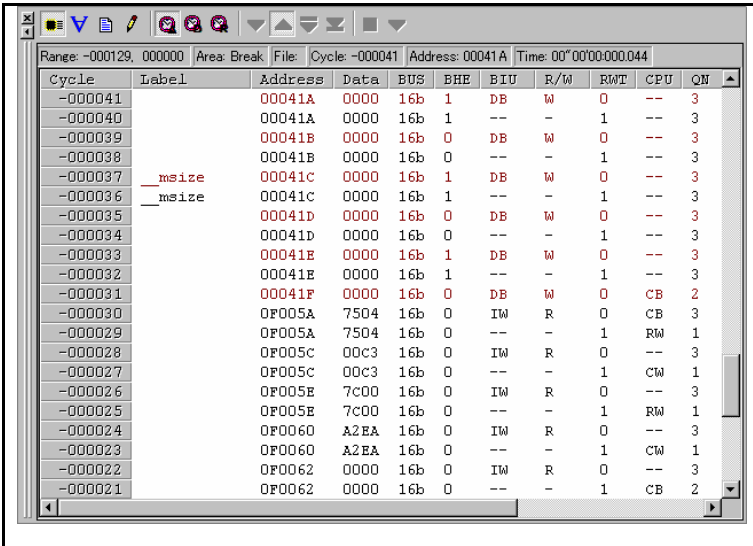 Range: -000129, 000000 Area: Break File: Cycle: -000041 Address: 00041A Time: 00"00'00:000.044
Cycle Label Address Data BUS BHE BIU R/W RWT CPU QN
-000041 00041A 0000 16b 1 DB W 0 -- 3
-000040 00041A 0000 16b 1 -- - 1 -- 3
-000039 00041B 0000 16b 0 DB W 0 -- 3
-000038 00041B 0000 16b 0 -- - 1 -- 3
-000037 __msize 00041C 0000 16b 1 DB W 0 -- 3
-000036 __msize 00041C 0000 16b 1 -- - 1 -- 3
-000035 00041D 0000 16b 0 DB W 0 -- 3
-000034 00041D 0000 16b 0 -- - 1 -- 3
-000033 00041E 0000 16b 1 DB W 0 -- 3
-000032 00041E 0000 16b 1 -- - 1 -- 3
-000031 00041F 0000 16b 0 DB W 0 CB 2
-000030 0F005A 7504 16b 0 IW R 0 CB 3
-000029 0F005A 7504 16b 0 -- - 1 RW 1
-000028 0F005C 00C3 16b 0 IW R 0 -- 3
-000027 0F005C 00C3 16b 0 -- - 1 CW 1
-000026 0F005E 7C00 16b 0 IW R 0 -- 3
-000025 0F005E 7C00 16b 0 -- - 1 RW 1
-000024 0F0060 A2EA 16b 0 IW R 0 -- 3
-000023 0F0060 A2EA 16b 0 -- - 1 CW 1
-000022 0F0062 0000 16b 0 IW R 0 -- 3
-000021 0F0062 0000 16b 0 -- - 1 CB 2